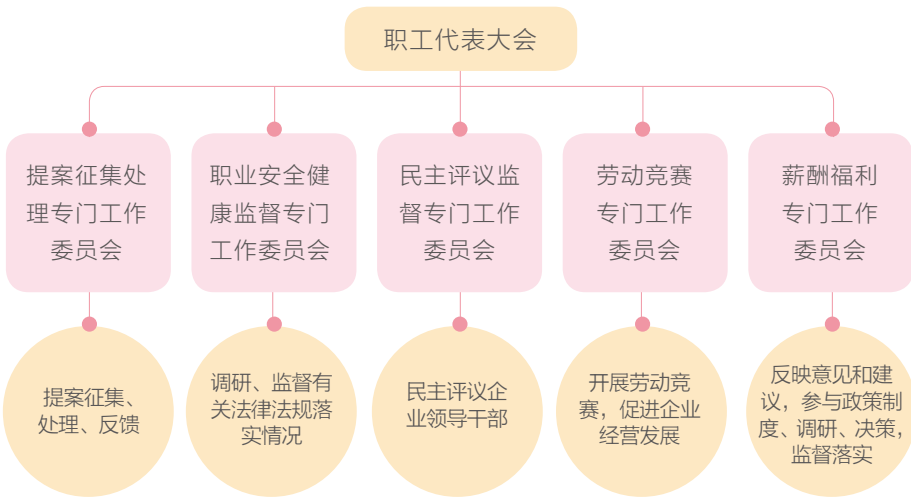 职工代表大会
提案征集处
理专门工作
委员会
职业安全健
康监督专门
工作委员会
民主评议监
督专门工作
委员会
劳动竞赛
专门工作
委员会
薪酬福利
专门工作
委员会
提案征集、
处理、反馈
调研、监督有
关法律法规落
实情况
民主评议企
业领导干部
开展劳动竞
赛，促进企业
经营发展
反映意见和建
议，参与政策制
度、调研、决策，
监督落实